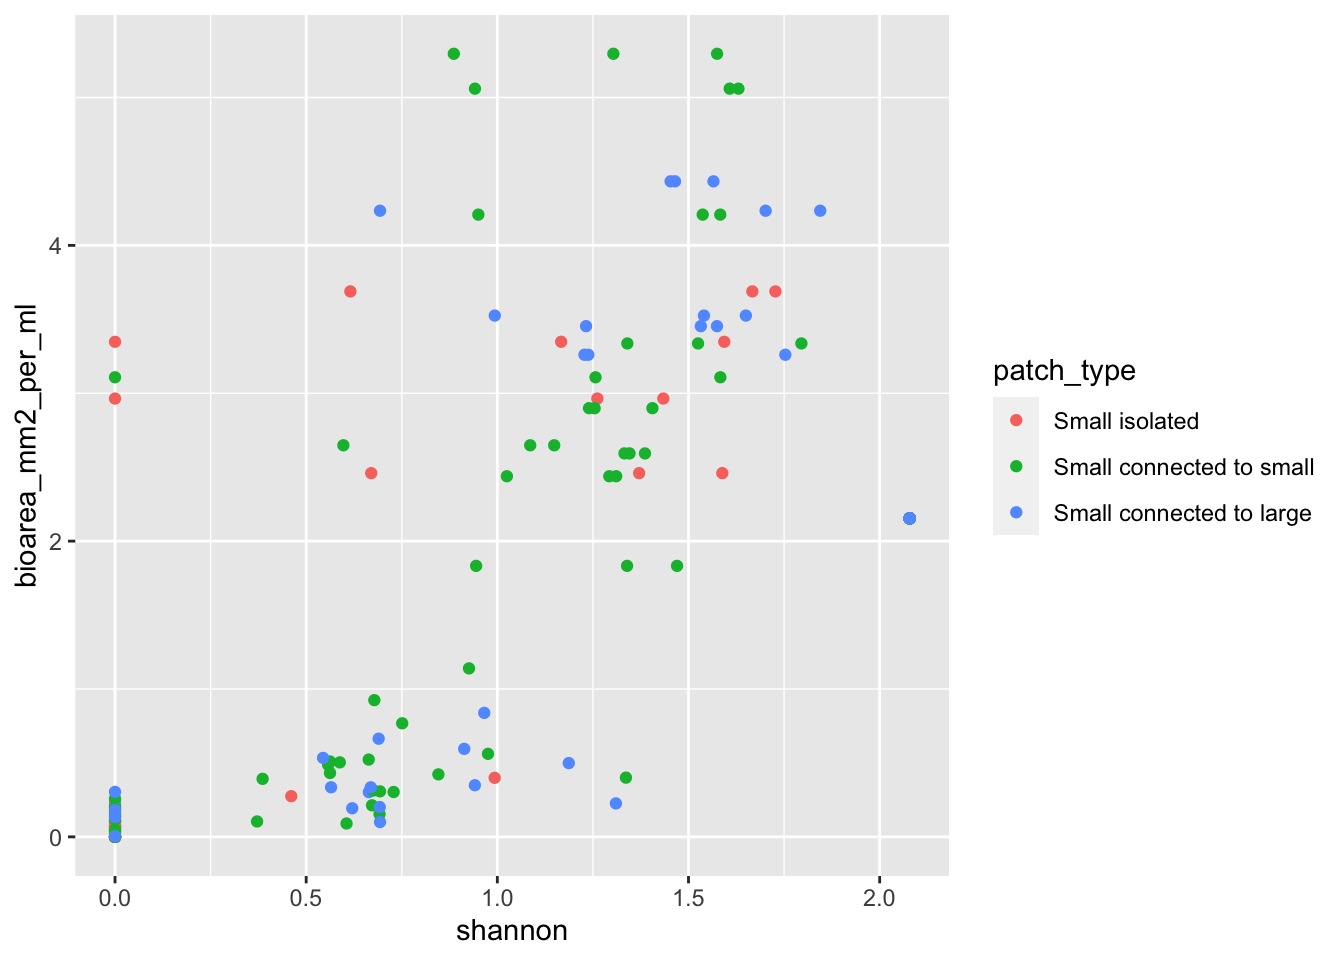 bioarea_mm2_per_ml
4
2
0
0.0 0.5 1.0 1.5 2.0
shannon
patch_type
Small isolated
Small connected to small
Small connected to large